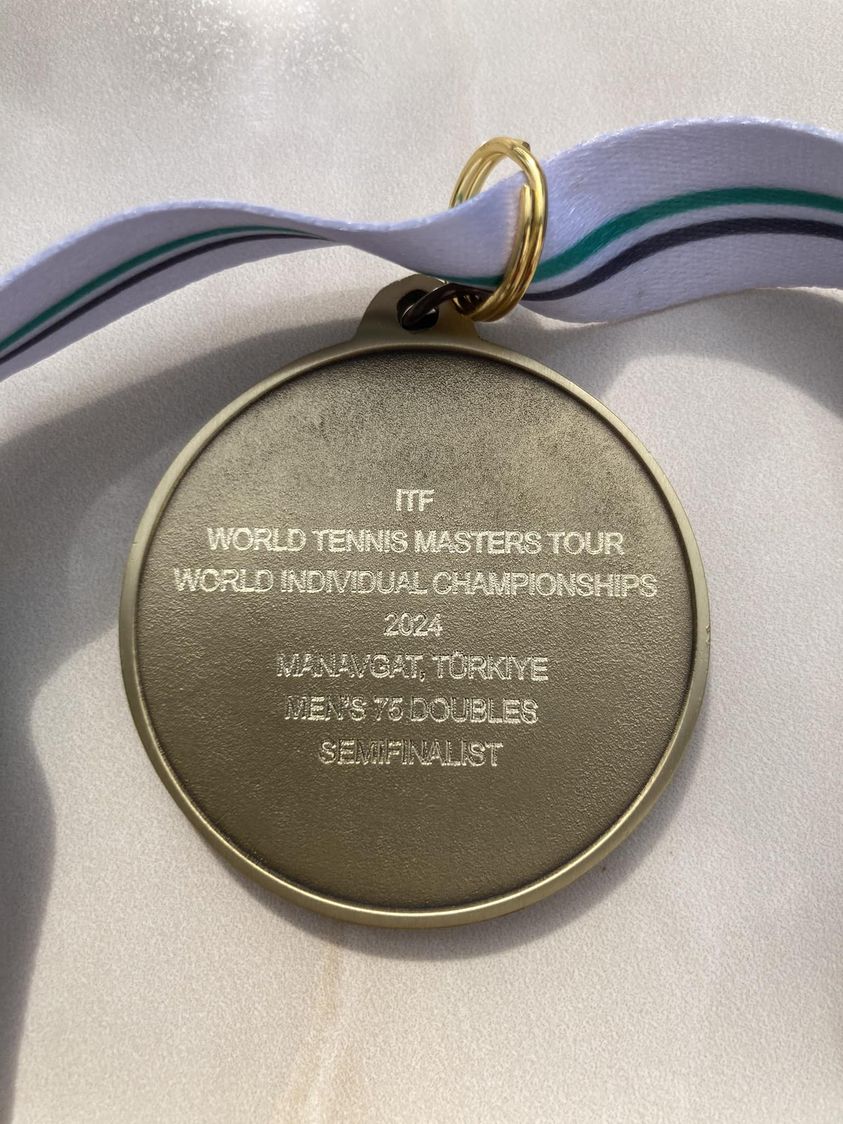 ITF
WORLD TENNIS MASTERS TOUR
WORLD INDIVIDUAL CHAMPIONSHIPS
2024
MANAVGAT, TÜRKIYE
MEN'S 75 DOUBLES
SEMIFINALIST